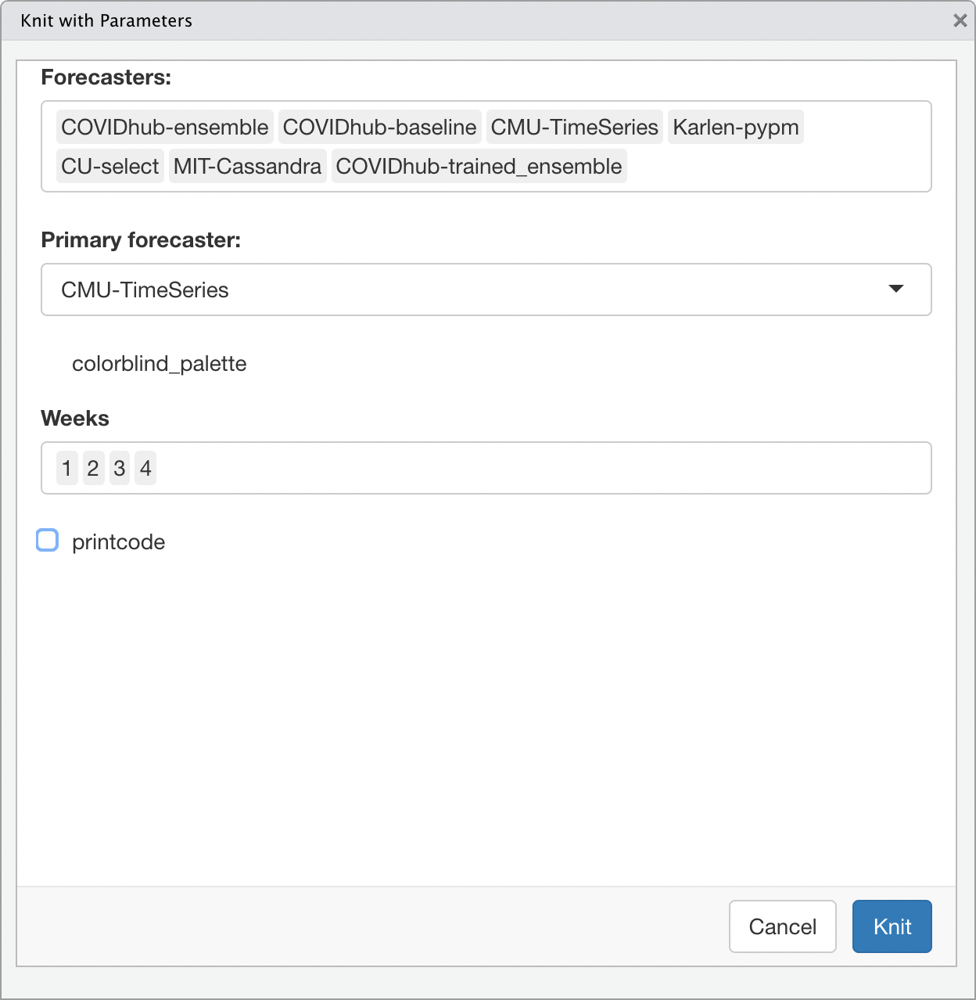 Knit with Parameters
Forecasters:
COVIDhub-ensemble COVIDhub-baseline CMU-TimeSeries Karlen-pypm
CU-select MIT-Cassandra COVIDhub-trained_ensemble
Primary forecaster:
CMU-TimeSeries
colorblind_palette
Weeks
1 2 3 4
printcode
Cancel Knit